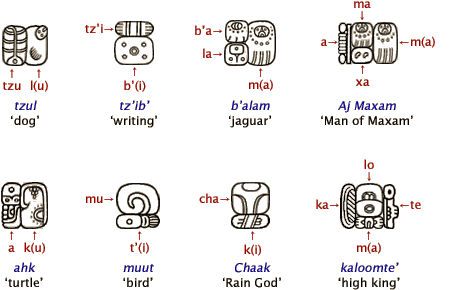 ma
tz'i→ b'a→ a→ ←m(a)
la→
↑ ↑ ↑ ↑ ↑
tzu l(u) b'(i) m(a) xa
tzul tz'ib' b'alam Aj Maxam
‘dog’ ‘writing’ ‘jaguar’ ‘Man of Maxam’
lo
↓
mu→ cha→ ka→ ←te
↑ ↑ ↑ ↑ ↑
a k(u) t'(i) k(i) m(a)
ahk muut Chaak kaloomte’
‘turtle’ ‘bird’ ‘Rain God’ ‘high king’